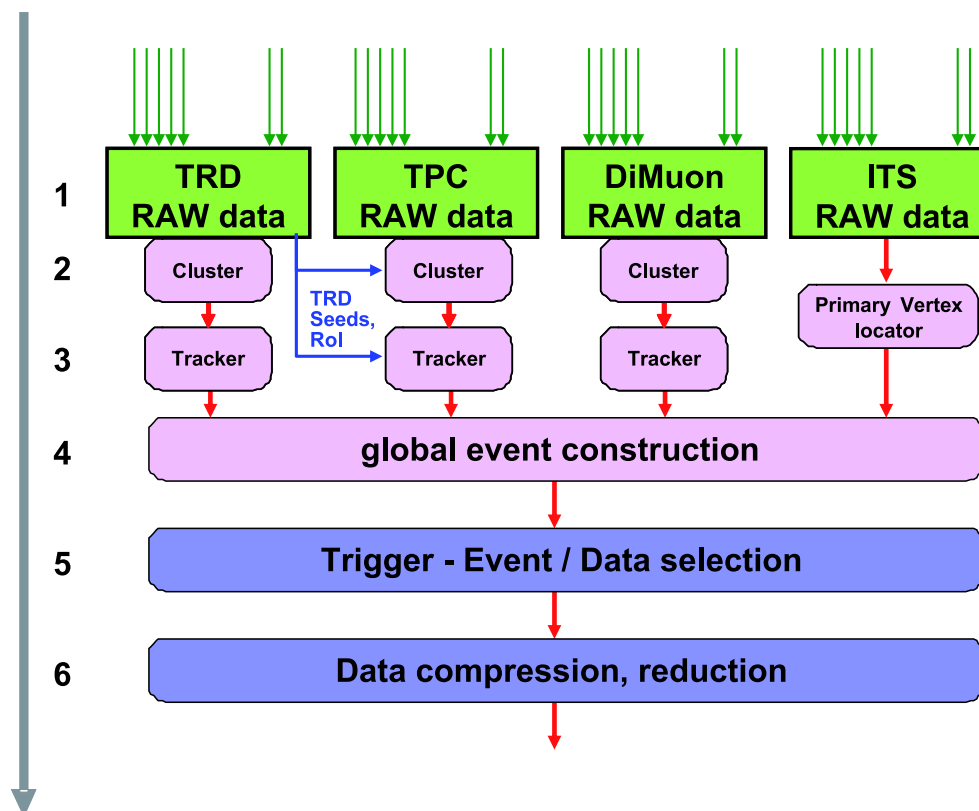 1
TRD
RAW data
TPC
RAW data
DiMuon
RAW data
ITS
RAW data
2
Cluster
Cluster
Cluster
TRD
Seeds,
RoI
Primary Vertex
locator
3
Tracker
Tracker
Tracker
4
global event construction
5
Trigger - Event / Data selection
6
Data compression, reduction